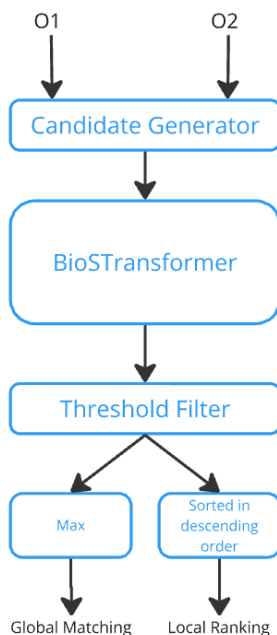 O1 O2
Candidate Generator
BioSTransformer
Threshold Filter
Max
Sorted in
descending
order
Global Matching
Local Ranking